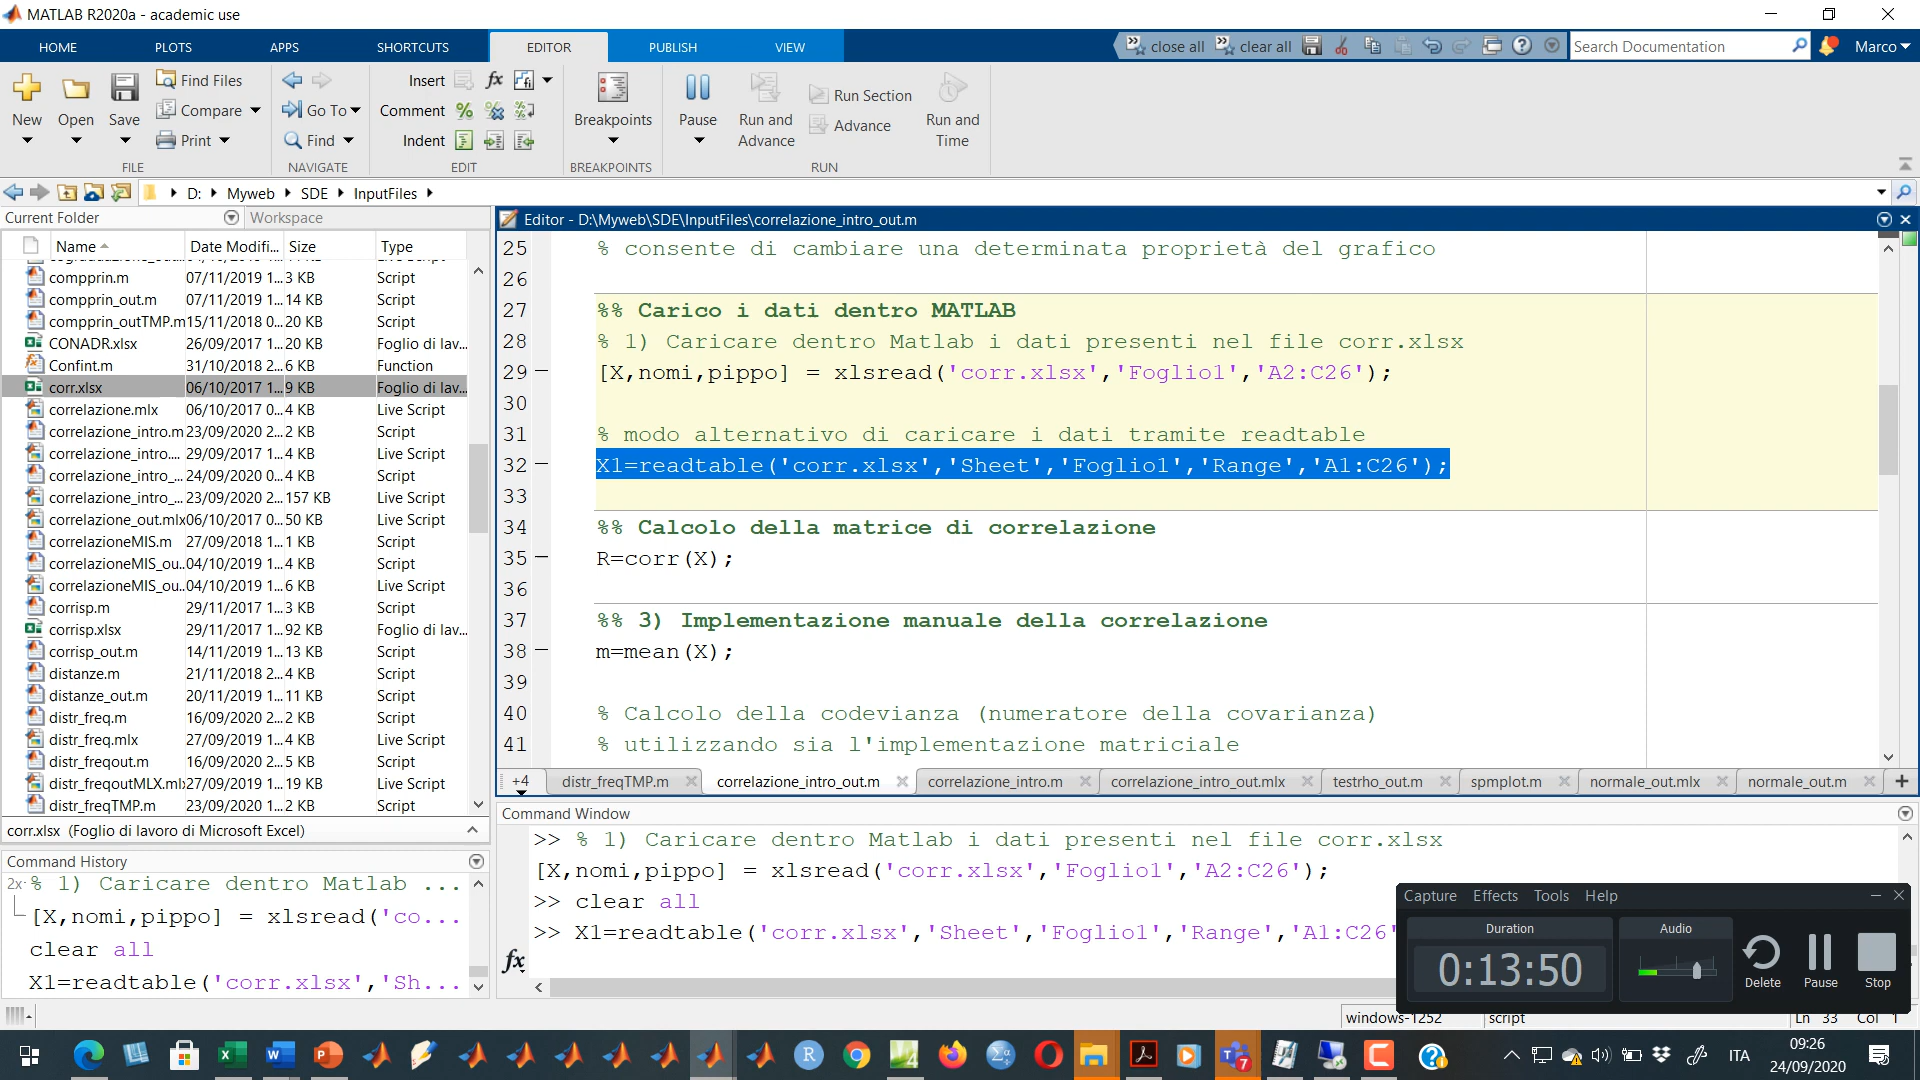 MATLAB R2020a - academic use
HOME PLOTS APPS SHORTCUTS EDITOR PUBLISH VIEW close all clear all Search Documentation Marco
New Open Save Find Files Compare Print
Go To Find
Insert Comment Indent
Breakpoints Pause Run and Advance Run Section Advance Run and Time
FILE NAVIGATE EDIT BREAKPOINTS RUN
D: Myweb SDE InputFiles
Current Folder Workspace
Name Date Modifi... Size Type
compprin.m 07/11/2019 1... 3 KB Script
compprin_out.m 07/11/2019 1... 14 KB Script
compprin_outTMP.m 15/11/2018 0... 20 KB Script
CONADR.xlsx 26/09/2017 1... 20 KB Foglio di lav...
Confint.m 31/10/2018 2... 6 KB Function
corr.xlsx 06/10/2017 1... 9 KB Foglio di lav...
correlazione.mlx 06/10/2017 0... 4 KB Live Script
correlazione_intro.m 23/09/2020 2... 2 KB Script
correlazione_intro.... 29/09/2017 1... 4 KB Live Script
correlazione_intro_... 24/09/2020 0... 4 KB Script
correlazione_intro_... 23/09/2020 2... 157 KB Live Script
correlazione_out.mlx 06/10/2017 0... 50 KB Live Script
correlazioneMIS.m 27/09/2018 1... 1 KB Script
correlazioneMIS_ou... 04/10/2019 1... 4 KB Script
correlazioneMIS_ou... 04/10/2019 1... 6 KB Live Script
corrisp.m 29/11/2017 1... 3 KB Script
corrisp.xlsx 29/11/2017 1... 92 KB Foglio di lav...
corrisp_out.m 14/11/2019 1... 13 KB Script
distanze.m 21/11/2018 2... 4 KB Script
distanze_out.m 20/11/2019 1... 11 KB Script
distr_freq.m 16/09/2020 2... 2 KB Script
distr_freq.mlx 27/09/2019 1... 4 KB Live Script
distr_freqout.m 16/09/2020 2... 5 KB Script
distr_freqoutMLX.mlx 27/09/2019 1... 19 KB Live Script
distr_freqTMP.m 23/09/2020 1... 2 KB Script
corr.xlsx (Foglio di lavoro di Microsoft Excel)
Command History
2x % 1) Caricare dentro Matlab ...
[X,nomi,pippo] = xlsread('co...
clear all
X1=readtable('corr.xlsx','Sh...
Editor - D:\Myweb\SDE\InputFiles\correlazione_intro_out.m
25 % consente di cambiare una determinata proprietà del grafico
26
27 %% Carico i dati dentro MATLAB
28 % 1) Caricare dentro Matlab i dati presenti nel file corr.xlsx
29 - [X,nomi,pippo] = xlsread('corr.xlsx','Foglio1','A2:C26');
30
31 % modo alternativo di caricare i dati tramite readtable
32 - X1=readtable('corr.xlsx','Sheet','Foglio1','Range','A1:C26');
33
34 %% Calcolo della matrice di correlazione
35 - R=corr(X);
36
37 %% 3) Implementazione manuale della correlazione
38 - m=mean(X);
39
40 % Calcolo della codevianza (numeratore della covarianza)
41 % utilizzando sia l'implementazione matriciale
+4 distr_freqTMP.m correlazione_intro_out.m correlazione_intro.m correlazione_intro_out.mlx testrho_out.m spmplot.m normale_out.mlx normale_out.m
Command Window
>> % 1) Caricare dentro Matlab i dati presenti nel file corr.xlsx
[X,nomi,pippo] = xlsread('corr.xlsx','Foglio1','A2:C26');
>> clear all
>> X1=readtable('corr.xlsx','Sheet','Foglio1','Range','A1:C26'
fx
Capture Effects Tools Help
Duration Audio
0:13:50
Delete Pause Stop
windows-1252 script Ln 33 Col 1
ITA 09:26
24/09/2020